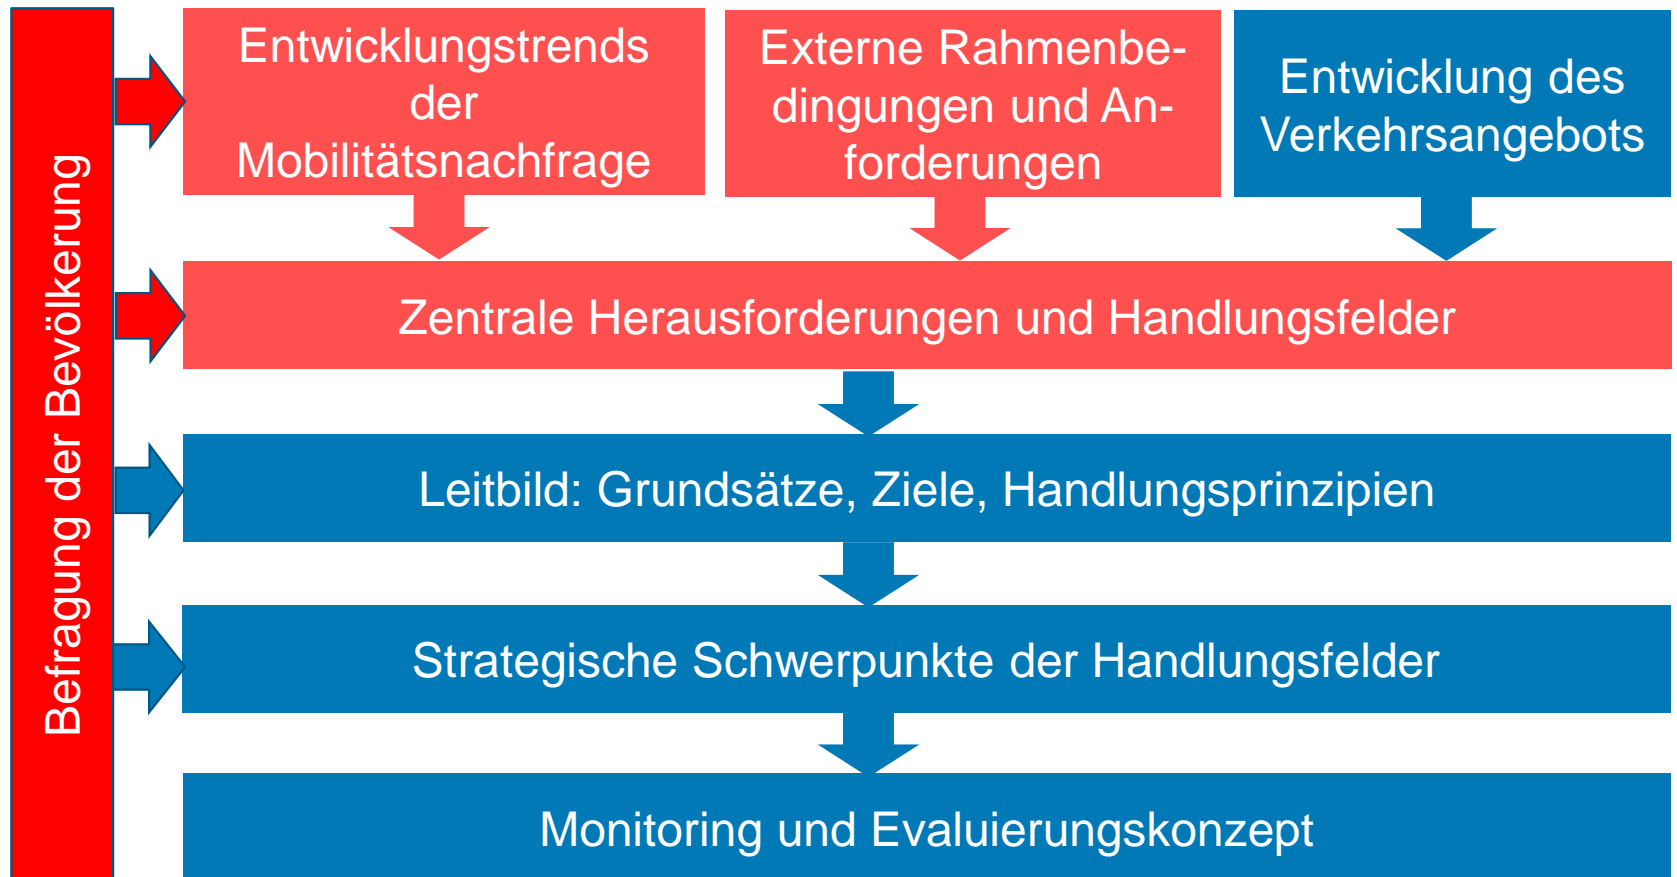 Befragung der Bevölkerung
Entwicklungstrends
der
Mobilitätsnachfrage
Externe Rahmenbe-
dingungen und An-
forderungen
Entwicklung des
Verkehrsangebots
Zentrale Herausforderungen und Handlungsfelder
Leitbild: Grundsätze, Ziele, Handlungsprinzipien
Strategische Schwerpunkte der Handlungsfelder
Monitoring und Evaluierungskonzept